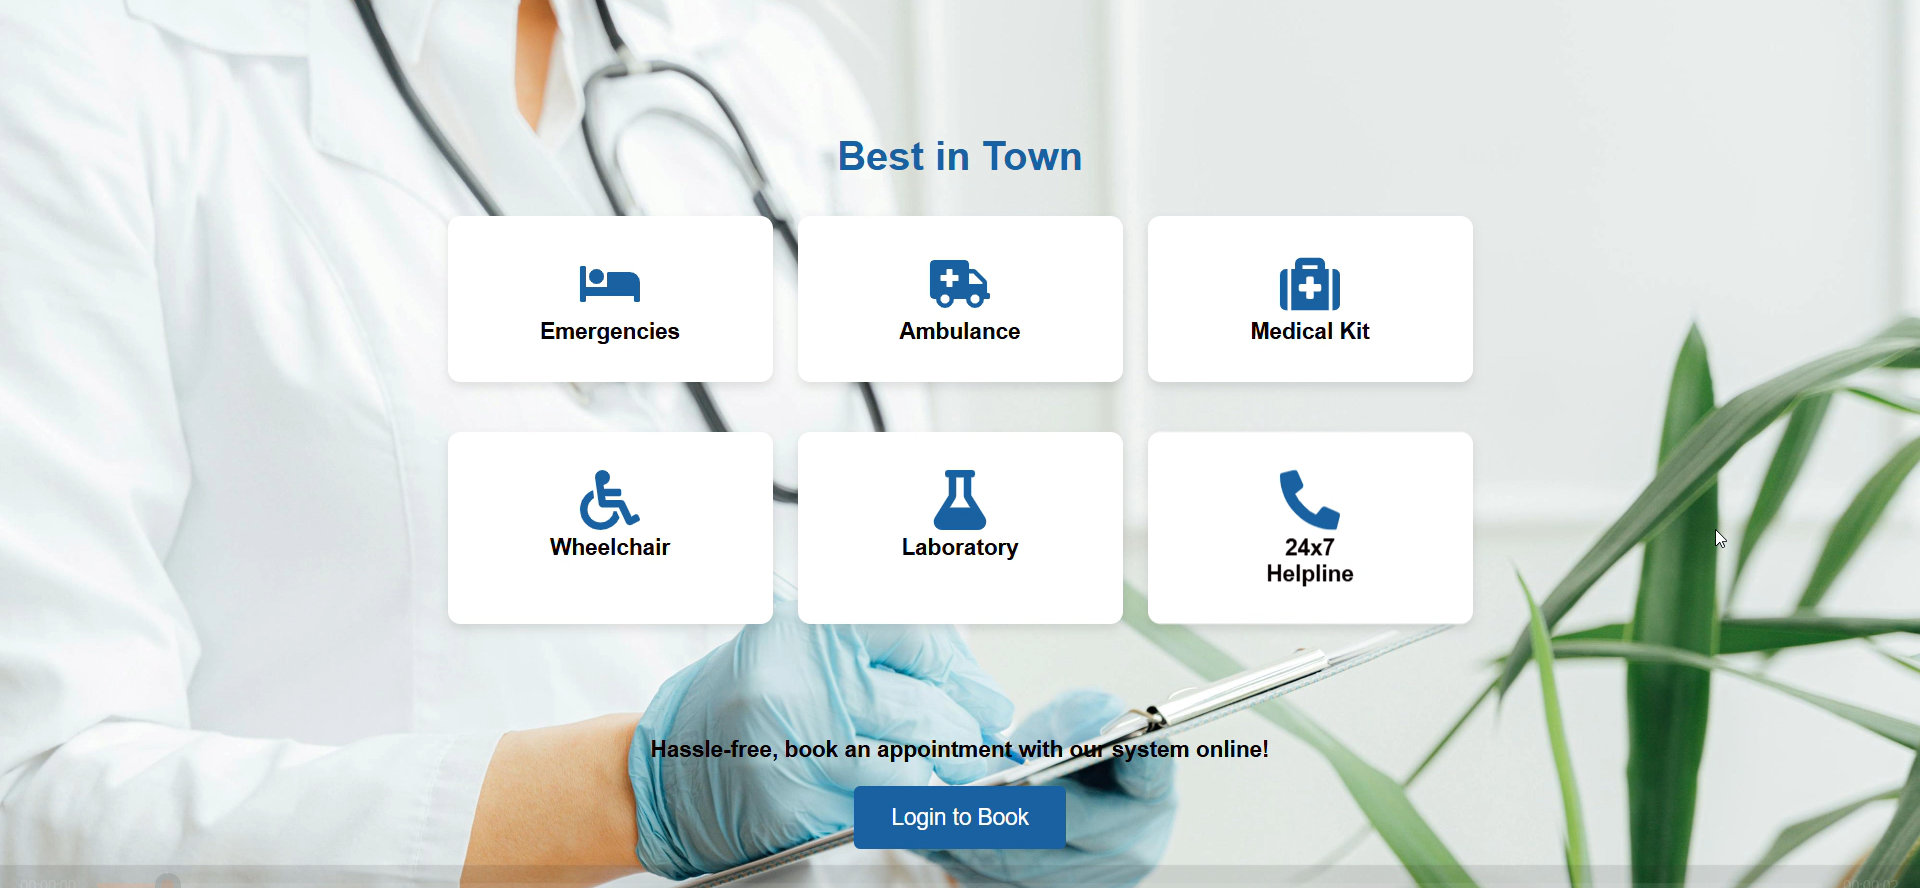 Best in Town
Emergencies
Ambulance
Medical Kit
Wheelchair
Laboratory
24x7
Helpline
Hassle-free, book an appointment with our system online!
Login to Book